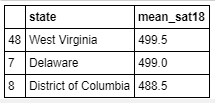 state mean_sat18
48 West Virginia 499.5
7 Delaware 499.0
8 District of Columbia 488.5